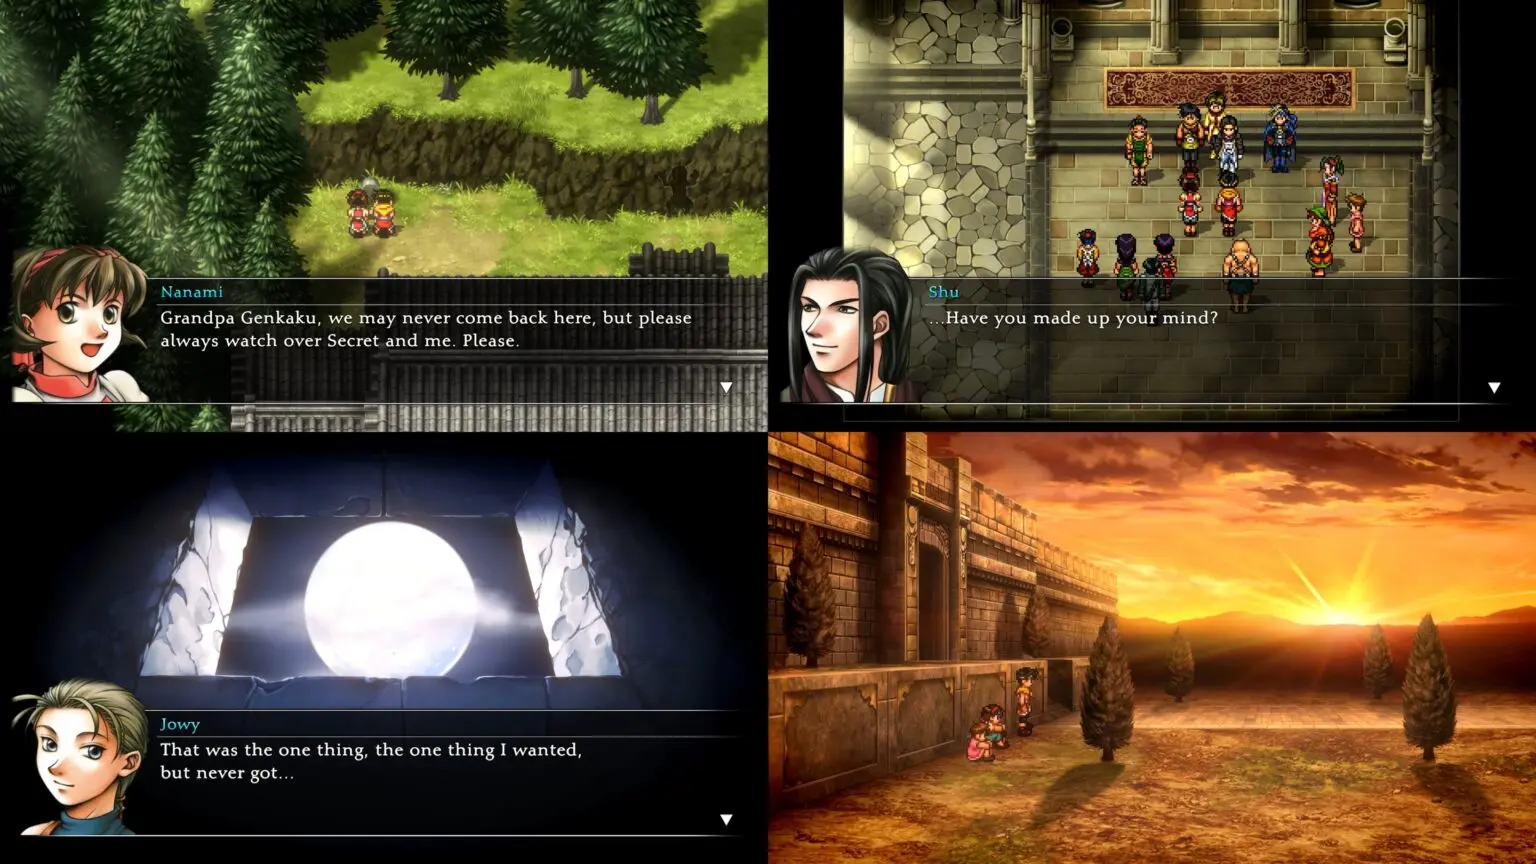 Nanami
Grandpa Genkaku, we may never come back here, but please
always watch over Secret and me. Please.
Shu
...Have you made up your mind?
Jowy
That was the one thing, the one thing I wanted,
but never got...